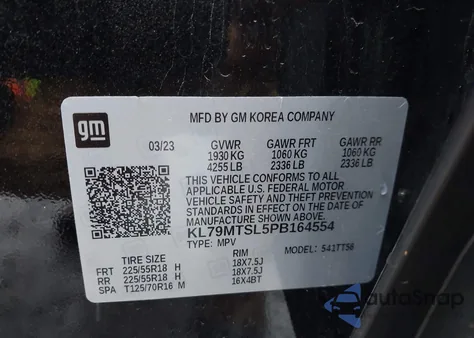 gm
MFD BY GM KOREA COMPANY
03/23 GVWR GAWR FRT GAWR RR
1930 KG 1060 KG 1060 KG
4255 LB 2336 LB 2336 LB
THIS VEHICLE CONFORMS TO ALL
APPLICABLE U.S. FEDERAL MOTOR
VEHICLE SAFETY AND THEFT PREVENTION
STANDARDS IN EFFECT ON THE DATE OF
MANUFACTURE SHOWN ABOVE.
KL79MTSL5PB164554
TYPE: MPV MODEL: 541TT56
TIRE SIZE RIM
FRT 225/55R18 H 18X7.5J
RR 225/55R18 H 18X7.5J
SPA T125/70R16 M 16X4BT
autoSnap